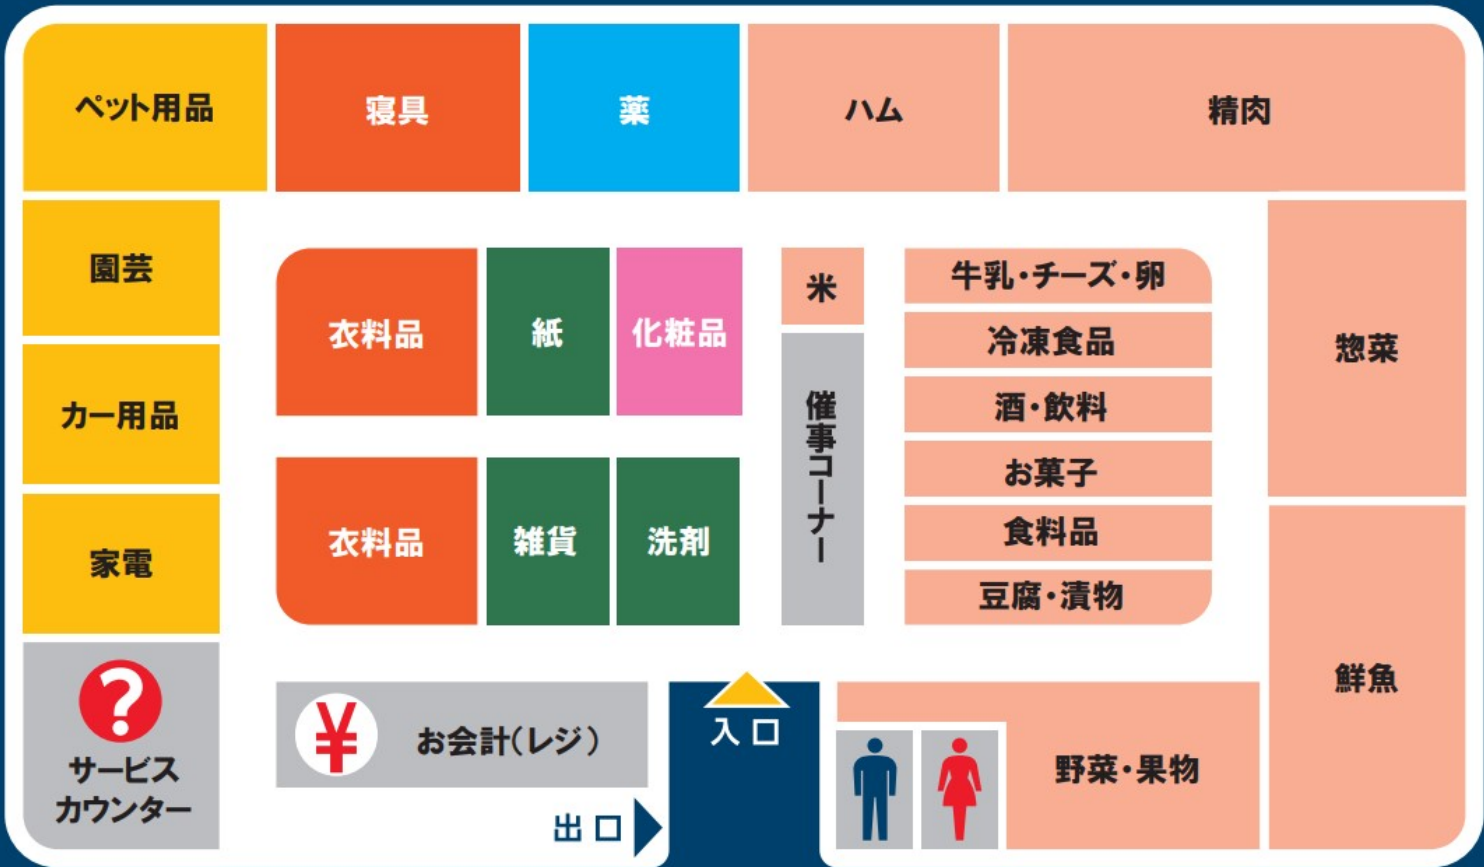 ペット用品
寝具
薬
ハム
精肉
園芸
カー用品
家電
衣料品
紙
化粧品
米
催事コーナー
牛乳・チーズ・卵
冷凍食品
酒・飲料
お菓子
食料品
豆腐・漬物
惣菜
衣料品
雑貨
洗剤
鮮魚
?
サービス
カウンター
¥
お会計(レジ)
入口
出口
野菜・果物